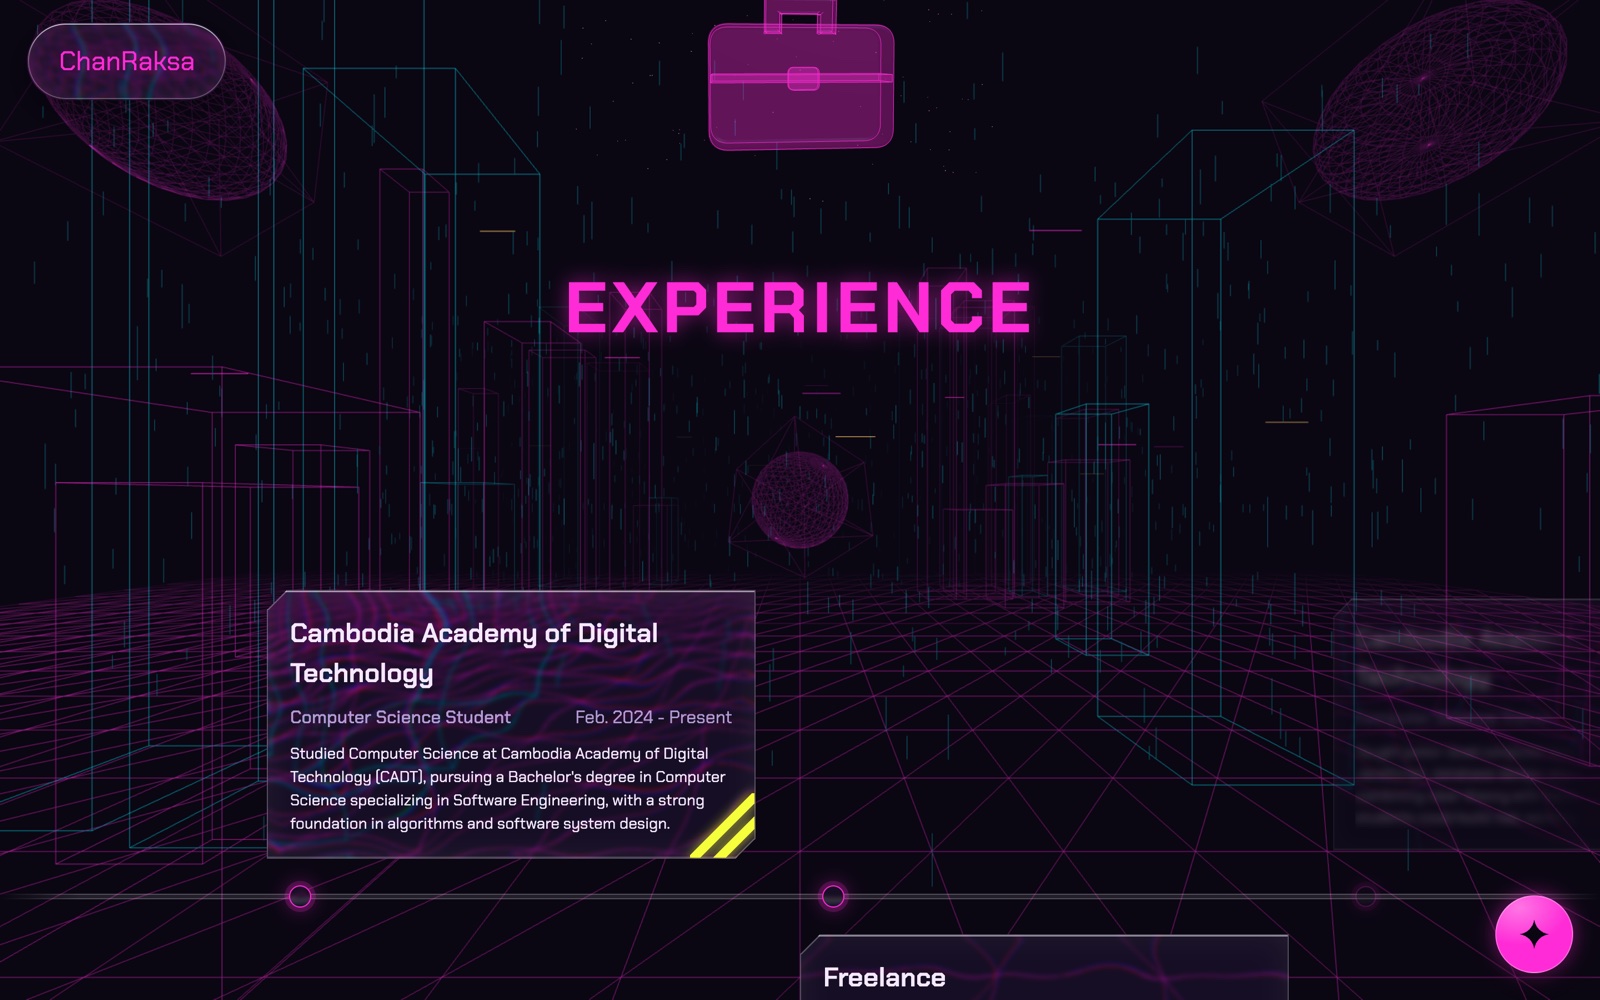 ChanRaksa
EXPERIENCE
Cambodia Academy of Digital
Technology
Computer Science Student
Feb. 2024 - Present
Studied Computer Science at Cambodia Academy of Digital
Technology (CADT), pursuing a Bachelor's degree in Computer
Science specializing in Software Engineering, with a strong
foundation in algorithms and software system design.
Freelance